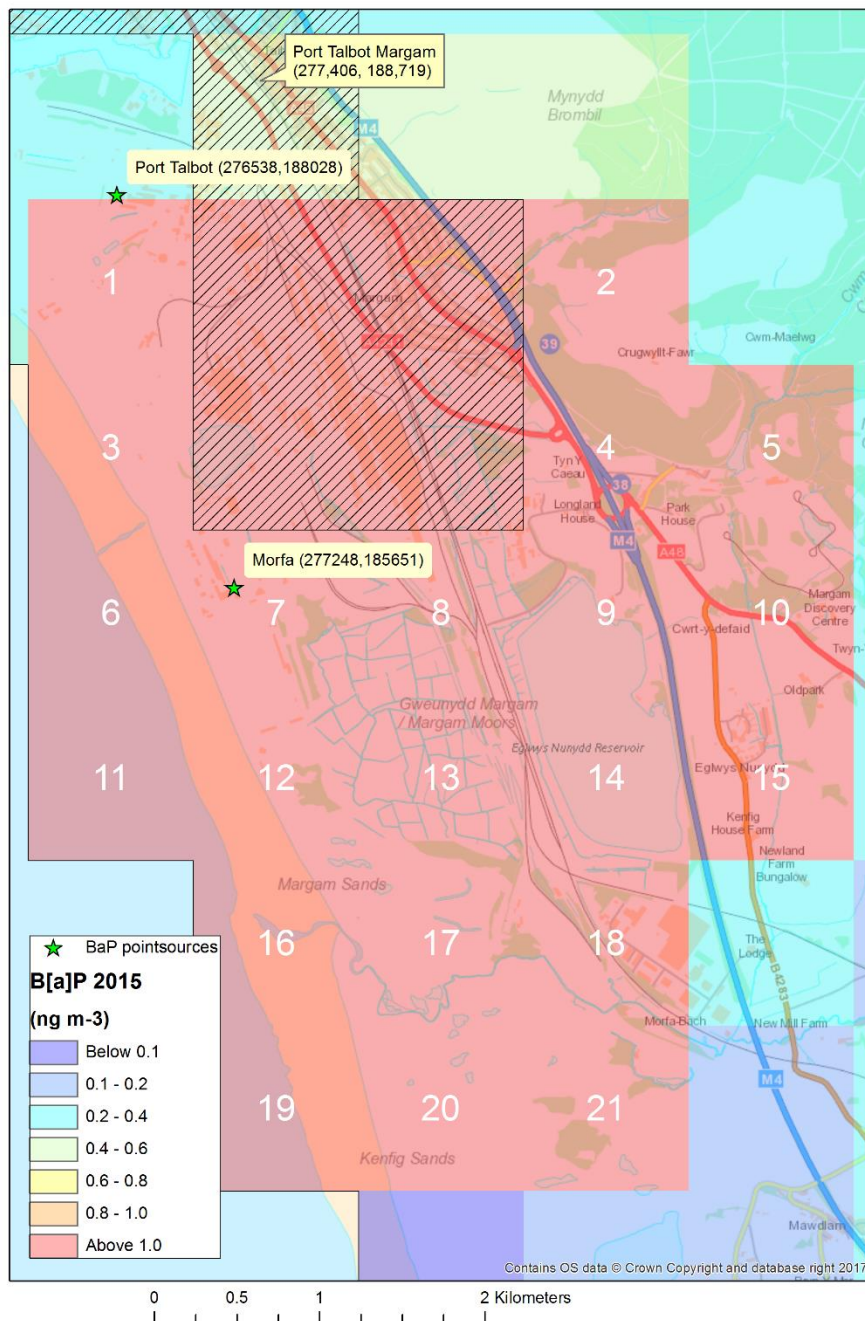 Port Talbot Margam
(277,406, 188,719)
Mynydd
Brombil
M4
Port Talbot (276538,188028)
1
2
Margam
39
Crugwyllt-Fawr
Cwm-Maelwg
3
4
5
Tyn Y
Caeau
38
Longland
House
Park
House
M4
A48
Morfa (277248,185651)
6
7
8
9
10
Margam
Discovery
Centre
Cwrt-y-defaid
Twyn-
Oldpark
Gweunydd Margam
/ Margam Moors
Eglwys Nunydd Reservoir
Eglwys Nunydd
11
12
13
14
15
Kenfig
House Farm
Newland
Farm
Bungalow
Margam Sands
16
17
18
The
Lodge
B4283
Morfa-Bach
New Mill Farm
M4
19
20
21
Kenfig Sands
Mawdlam
BaP pointsources
B[a]P 2015
(ng m-3)
Below 0.1
0.1 - 0.2
0.2 - 0.4
0.4 - 0.6
0.6 - 0.8
0.8 - 1.0
Above 1.0
Contains OS data © Crown Copyright and database right 2017
0 0.5 1 2 Kilometers